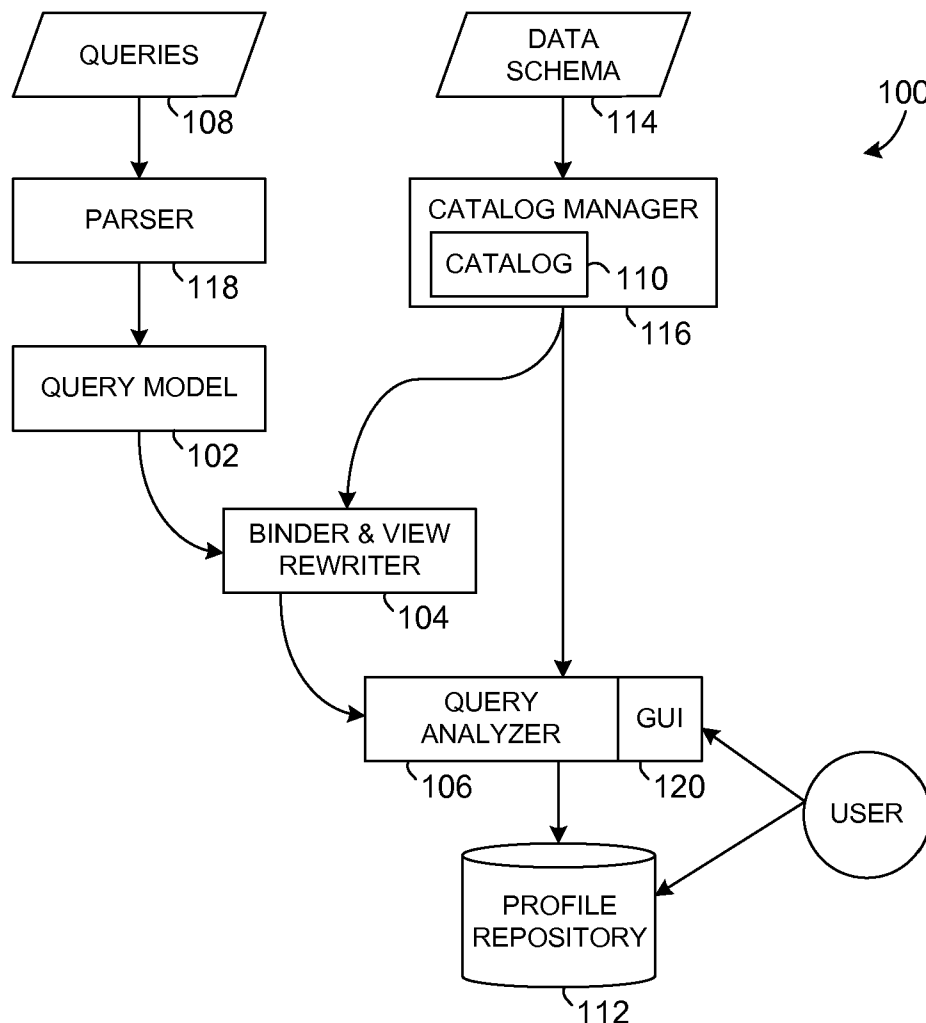 QUERIES
108
DATA
SCHEMA
114
100
PARSER
118
CATALOG MANAGER
CATALOG
110
116
QUERY MODEL
102
BINDER & VIEW
REWRITER
104
QUERY
ANALYZER
GUI
106
120
USER
PROFILE
REPOSITORY
112